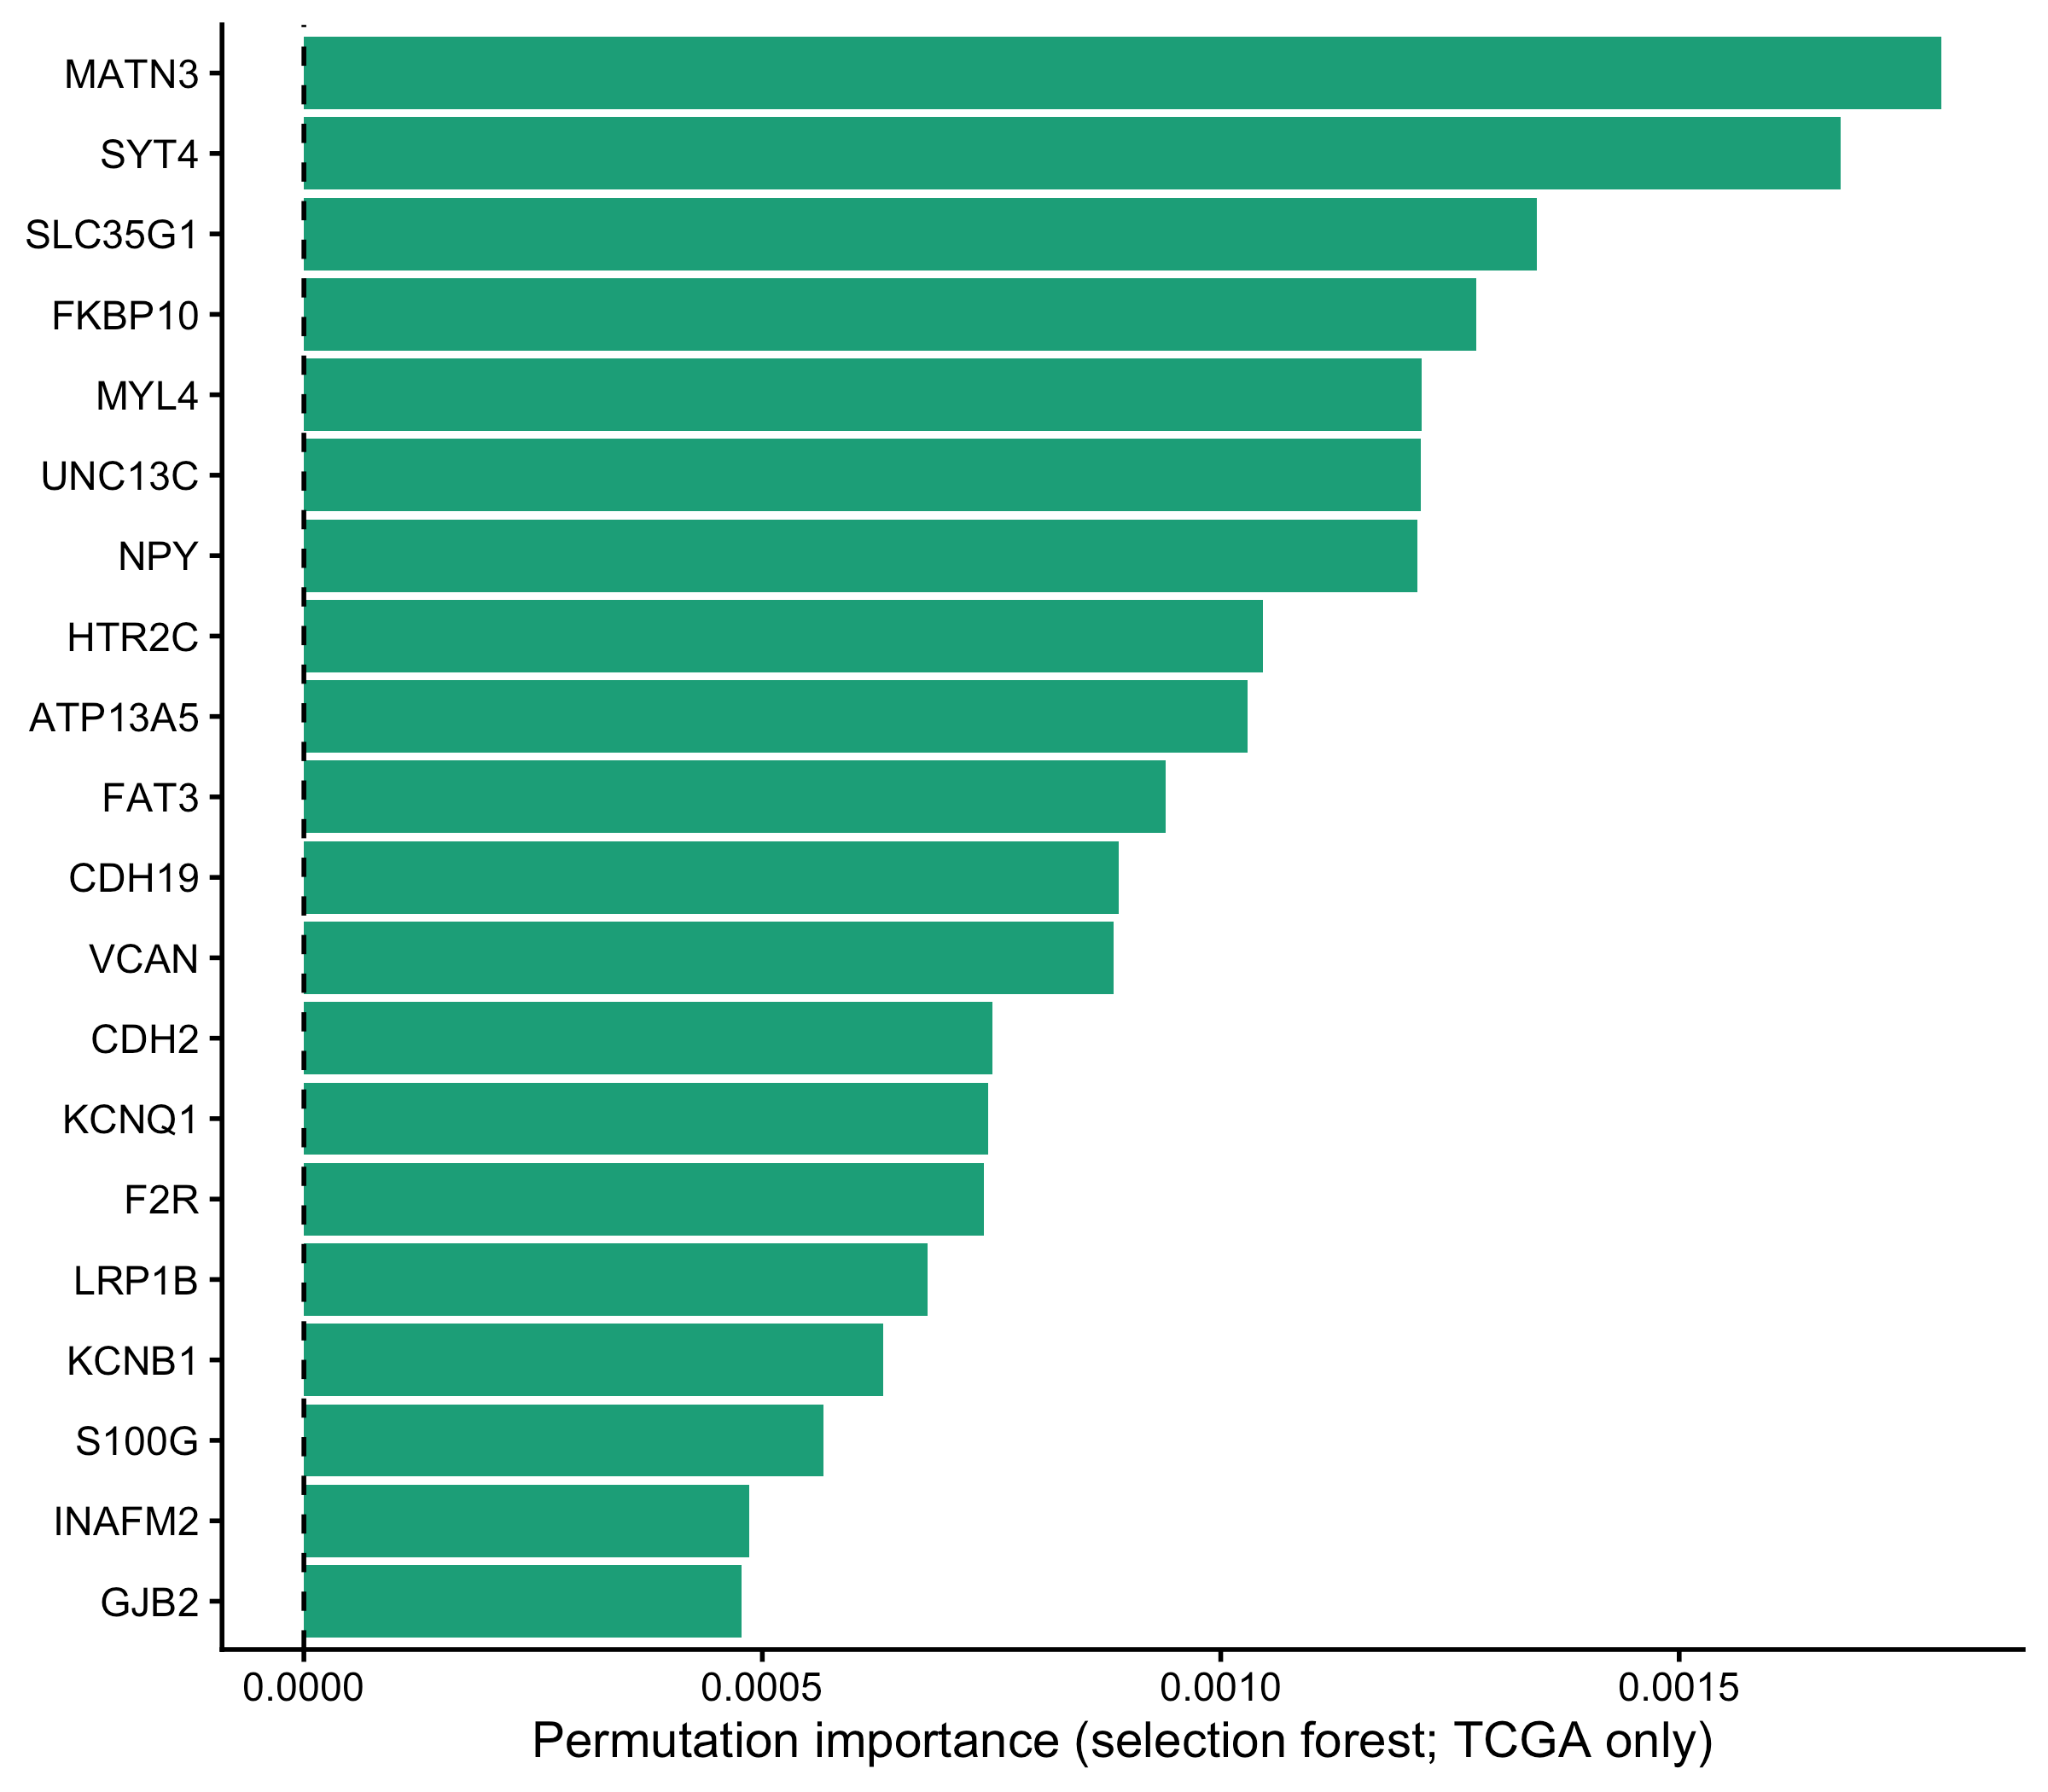 MATN3
SYT4
SLC35G1
FKBP10
MYL4
UNC13C
NPY
HTR2C
ATP13A5
FAT3
CDH19
VCAN
CDH2
KCNQ1
F2R
LRP1B
KCNB1
S100G
INAFM2
GJB2
0.0000 0.0005 0.0010 0.0015
Permutation importance (selection forest; TCGA only)